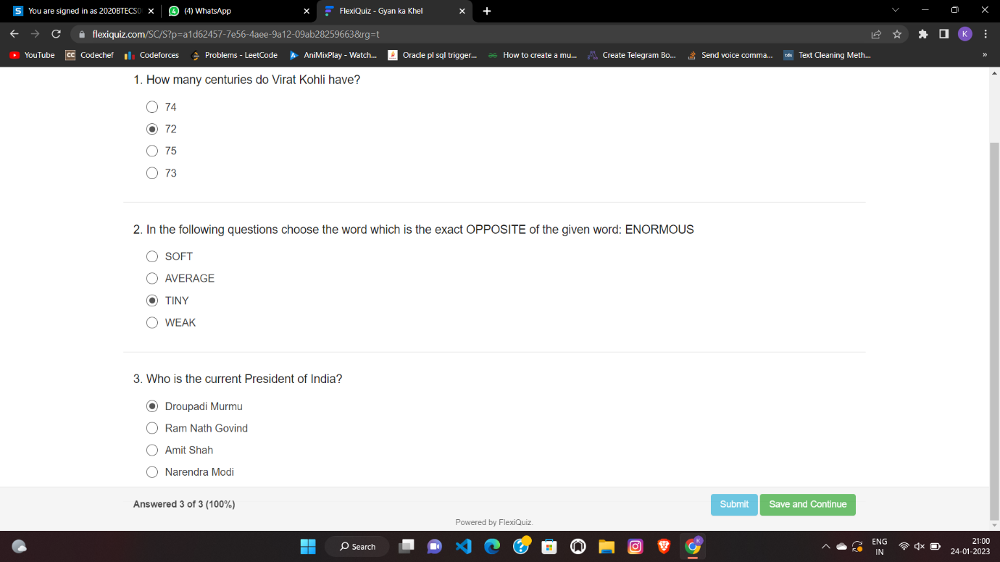 You are signed in as 2020BTECS0
(4) WhatsApp
FlexiQuiz - Gyan ka Khel
flexiquiz.com/SC/S?p=a1d62457-7e56-4aee-9a12-09ab28259663&rg=t
K
YouTube
CC Codechef
Codeforces
Problems - LeetCode
AniMixPlay - Watch...
Oracle pl sql trigger...
How to create a mu...
Create Telegram Bo...
Send voice comma...
tds Text Cleaning Meth...
1. How many centuries do Virat Kohli have?
74
72
75
73
2. In the following questions choose the word which is the exact OPPOSITE of the given word: ENORMOUS
SOFT
AVERAGE
TINY
WEAK
3. Who is the current President of India?
Droupadi Murmu
Ram Nath Govind
Amit Shah
Narendra Modi
Answered 3 of 3 (100%)
Submit
Save and Continue
Powered by FlexiQuiz.
Search
ENG
IN
21:00
24-01-2023